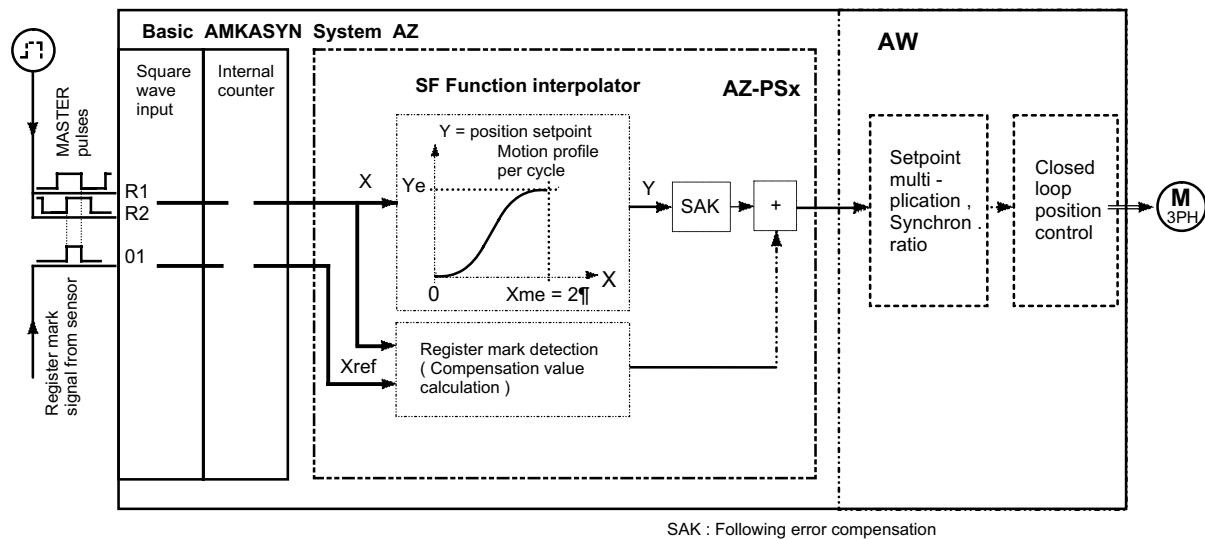 Basic AMKASYN System AZ
AW
Square
wave
input
Internal
counter
SF Function interpolator
AZ-PSx
MASTER
pulses
Y = position setpoint
Motion profile
per cycle
Ye
X
0
Xme = 2¶
X
Y
SAK
+
Setpoint
multi -
plication ,
Synchron .
ratio
Closed
loop
position
control
M
3PH
R1
R2
01
Register mark
signal from sensor
Xref
Register mark detection
( Compensation value
calculation )
SAK : Following error compensation